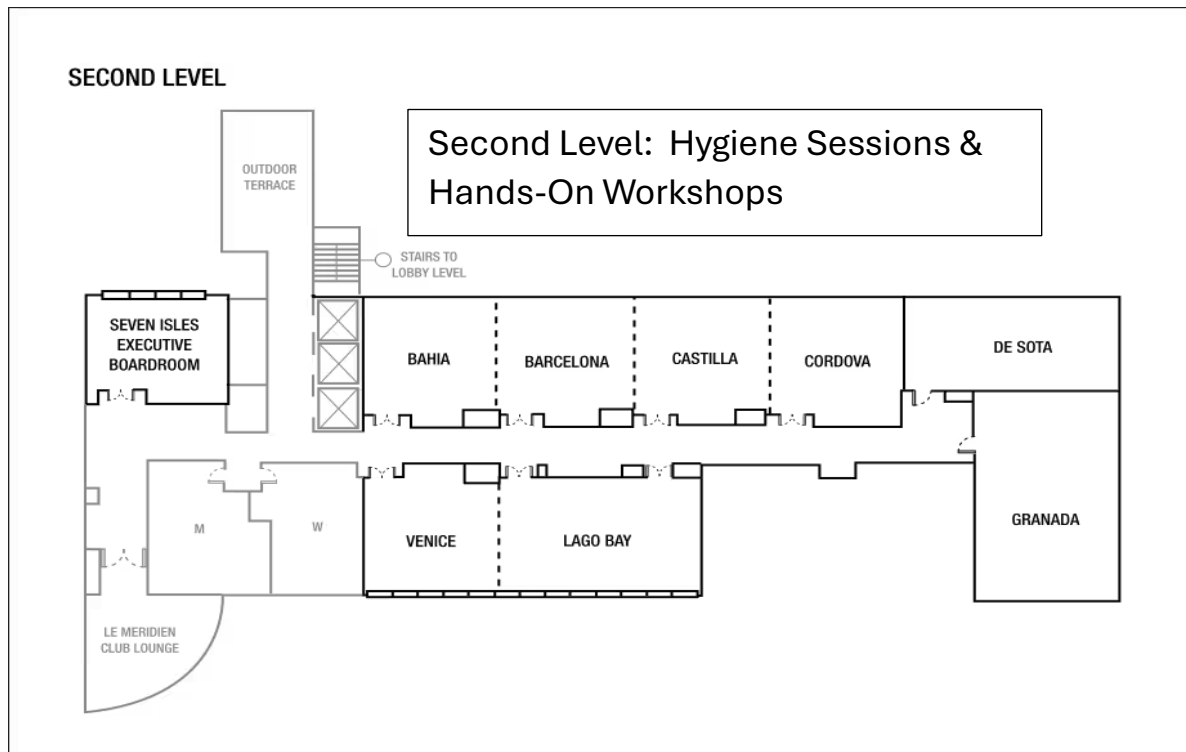 SECOND LEVEL
Second Level:  Hygiene Sessions &
Hands-On Workshops
OUTDOOR
TERRACE
STAIRS TO
LOBBY LEVEL
SEVEN ISLES
EXECUTIVE
BOARDROOM
BAHIA
BARCELONA
CASTILLA
CORDOVA
DE SOTA
M
W
VENICE
LAGO BAY
GRANADA
LE MERIDIEN
CLUB LOUNGE